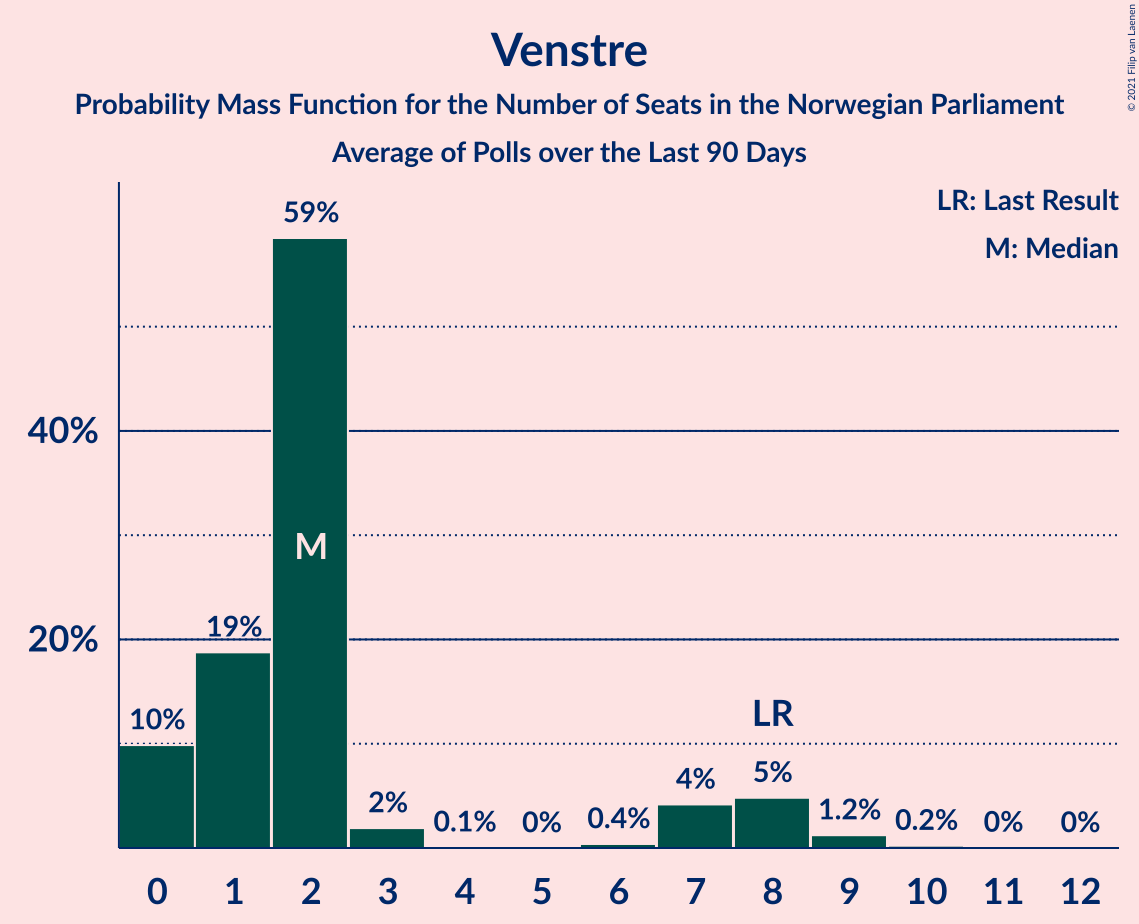 Venstre
Probability Mass Function for the Number of Seats in the Norwegian Parliament
Average of Polls over the Last 90 Days
© 2021 Filip van Laenen
LR: Last Result
M: Median
59%
40%
M
19%
20%
10%
LR
2%
0.1%
0%
0.4%
4%
5%
1.2%
0.2%
0%
0%
0 1 2 3 4 5 6 7 8 9 10 11 12